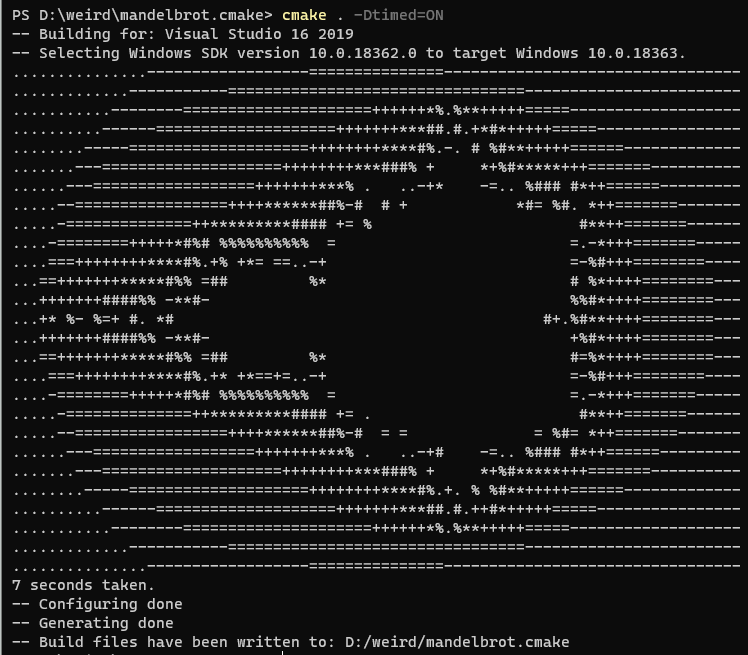 PS D:\weird\mandelbrot.cmake> cmake . -Dtimed=ON
-- Building for: Visual Studio 16 2019
-- Selecting Windows SDK version 10.0.18362.0 to target Windows 10.0.18363.
7 seconds taken.
-- Configuring done
-- Generating done
-- Build files have been written to: D:/weird/mandelbrot.cmake